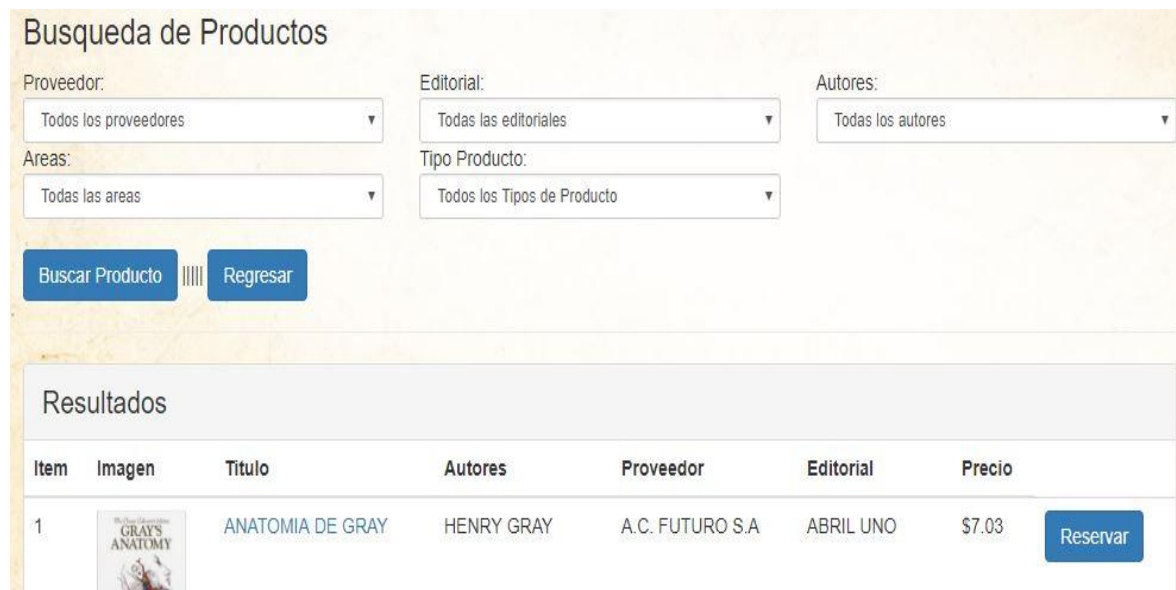 Busqueda de Productos
Proveedor: Editorial: Autores:
Todos los proveedores Todas las editoriales Todas los autores
Areas: Tipo Producto:
Todas las areas Todos los Tipos de Producto
Buscar Producto ||||| Regresar
Resultados
Item Imagen Titulo Autores Proveedor Editorial Precio
1 ANATOMIA DE GRAY HENRY GRAY A.C. FUTURO S.A ABRIL UNO $7.03 Reservar
GRAY'S
ANATOMY